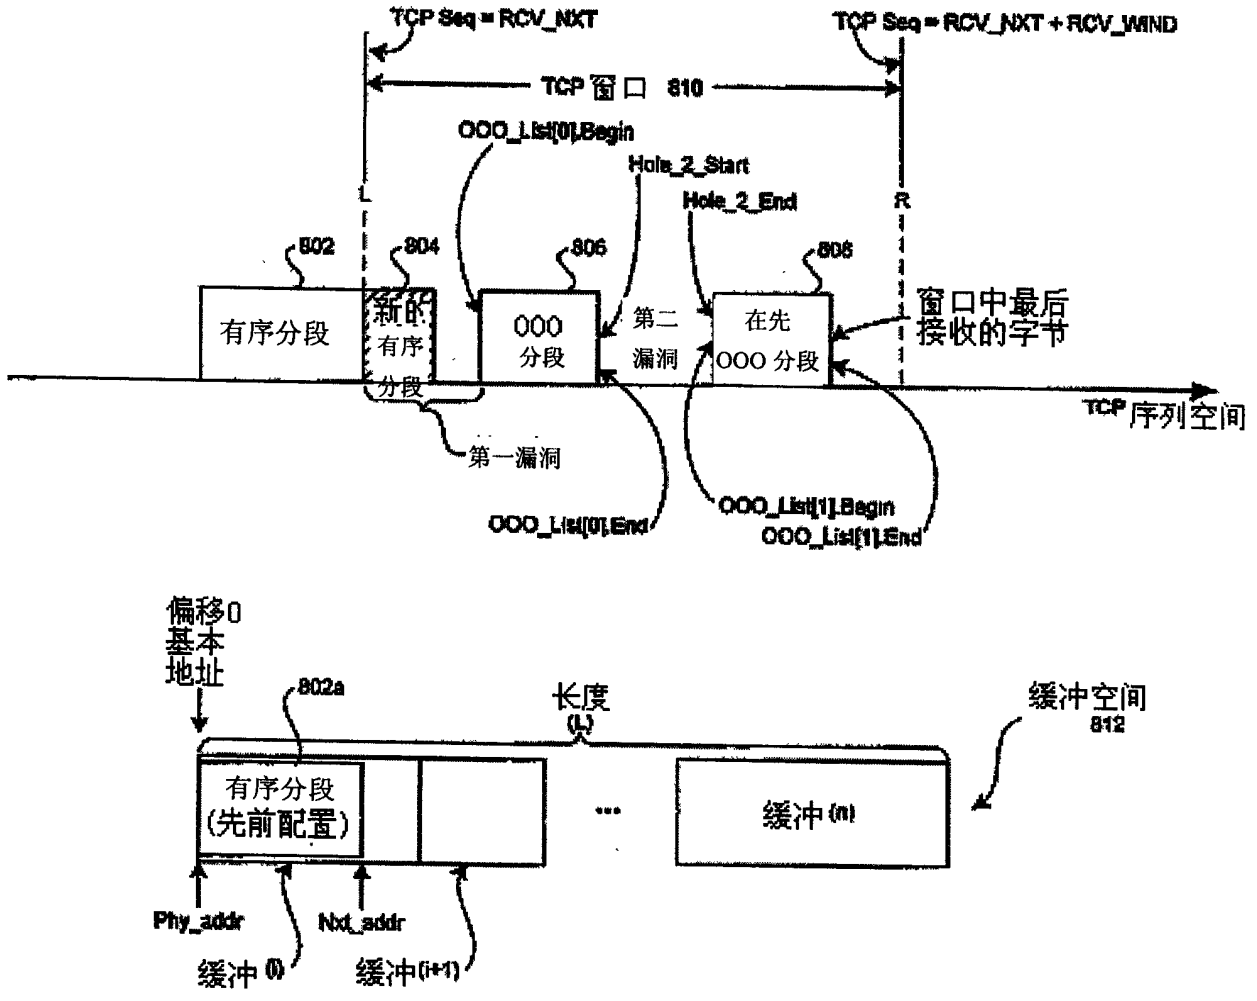 TCP Seq = RCV_NXT
TCP Seq = RCV_NXT + RCV_WIND
TCP 窗口 810
OOO_List[0].Begin
Hole_2_Start
Hole_2_End
L
R
802
804
806
808
有序分段
新的
有序
分段
OOO
分段
第二
漏洞
在先
OOO 分段
窗口中最后
接收的字节
TCP 序列空间
第一漏洞
OOO_List[0].End
OOO_List[1].Begin
OOO_List[1].End
偏移0
基本
地址
802a
长度
(L)
缓冲空间
812
有序分段
(先前配置)
...
缓冲(n)
Phy_addr
Nxt_addr
缓冲(i)
缓冲(i+1)